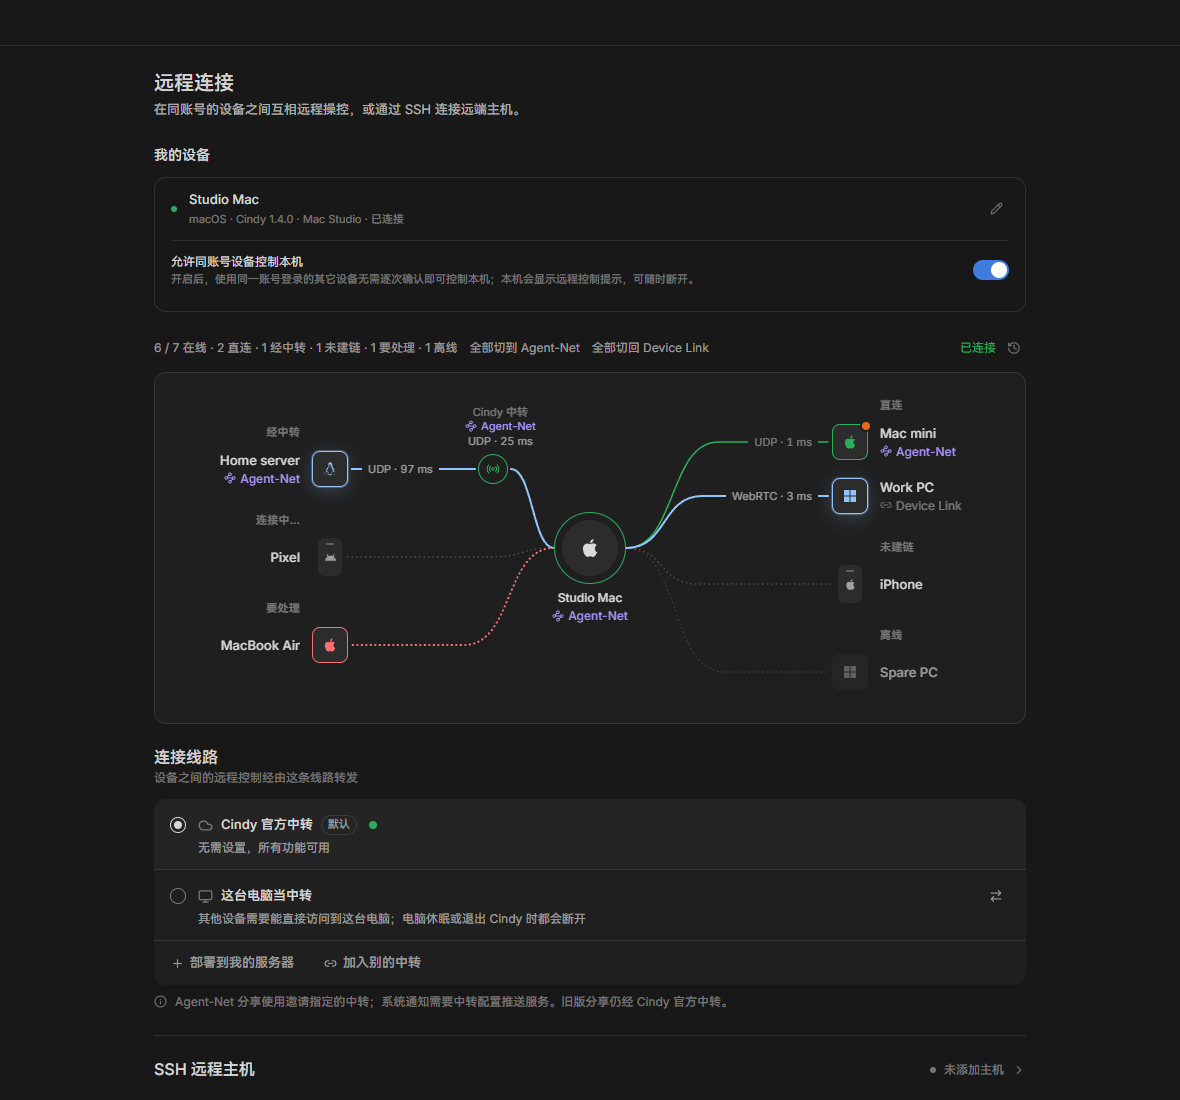 远程连接
在同账号的设备之间互相远程操控，或通过 SSH 连接远端主机。
我的设备
Studio Mac
macOS · Cindy 1.4.0 · Mac Studio · 已连接
允许同账号设备控制本机
开启后，使用同一账号登录的其它设备无需逐次确认即可控制本机；本机会显示远程控制提示，可随时断开。
6 / 7 在线 · 2 直连 · 1 经中转 · 1 未建链 · 1 要处理 · 1 离线 全部切到 Agent-Net 全部切回 Device Link
已连接
经中转
Home server
Agent-Net
UDP · 97 ms
Cindy 中转
Agent-Net
UDP · 25 ms
连接中...
Pixel
要处理
MacBook Air
Studio Mac
Agent-Net
直连
UDP · 1 ms
Mac mini
Agent-Net
WebRTC · 3 ms
Work PC
Device Link
未建链
iPhone
离线
Spare PC
连接线路
设备之间的远程控制经由这条线路转发
Cindy 官方中转 默认
无需设置，所有功能可用
这台电脑当中转
其他设备需要能直接访问到这台电脑；电脑休眠或退出 Cindy 时都会断开
部署到我的服务器 加入别的中转
Agent-Net 分享使用邀请指定的中转；系统通知需要中转配置推送服务。旧版分享仍经 Cindy 官方中转。
SSH 远程主机
未添加主机